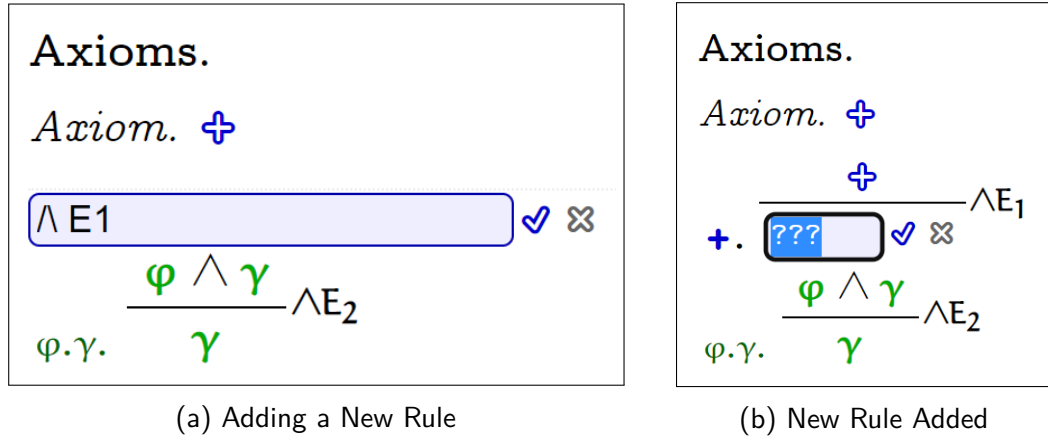 Axioms.
Axiom.
/\ E1
φ ∧ γ
∧E₂
φ.γ. γ
(a) Adding a New Rule
Axioms.
Axiom.
∧E₁
+. ???
φ ∧ γ
∧E₂
φ.γ. γ
(b) New Rule Added